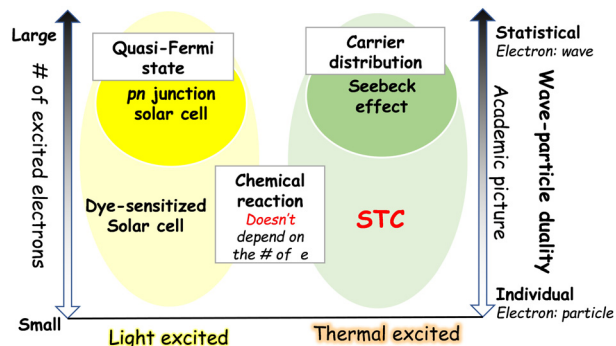 Large
# of excited electrons
Small
Quasi-Fermi
state
pn junction
solar cell
Dye-sensitized
Solar cell
Light excited
Carrier
distribution
Seebeck
effect
Chemical
reaction
Doesn't
depend on
the # of e
STC
Thermal excited
Statistical
Electron: wave
Academic picture
Wave-particle duality
Individual
Electron: particle